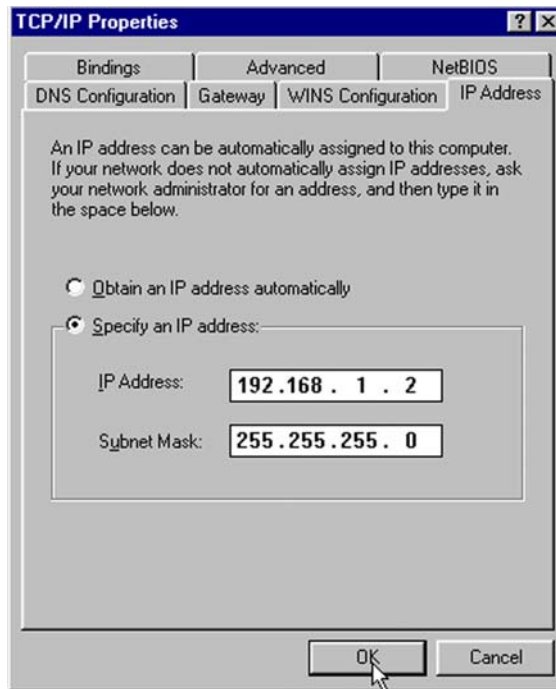 TCP/IP Properties
Bindings Advanced NetBIOS
DNS Configuration Gateway WINS Configuration IP Address
An IP address can be automatically assigned to this computer.
If your network does not automatically assign IP addresses, ask
your network administrator for an address, and then type it in
the space below.
Obtain an IP address automatically
Specify an IP address:
IP Address: 192.168. 1 . 2
Subnet Mask: 255.255.255. 0
OK Cancel